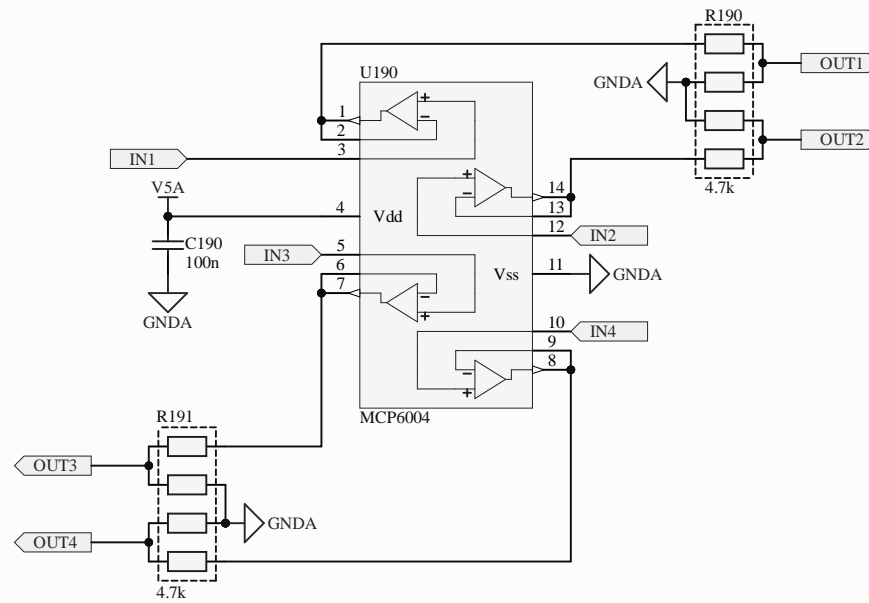 R190
OUT1
GNDA
OUT2
4.7k
U190
1
+
2
−
3
IN1
14
+
13
−
12
IN2
V5A
4
Vdd
C190
100n
GNDA
IN3
5
6
7
−
+
Vss
11
GNDA
10
IN4
9
8
−
+
MCP6004
R191
OUT3
GNDA
OUT4
4.7k